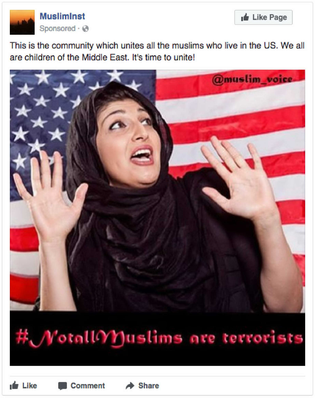 MuslimInst
Sponsored ·
Like Page
This is the community which unites all the muslims who live in the US. We all
are children of the Middle East. It's time to unite!
@muslim_voice
#NotallMuslims are terrorists
Like Comment Share